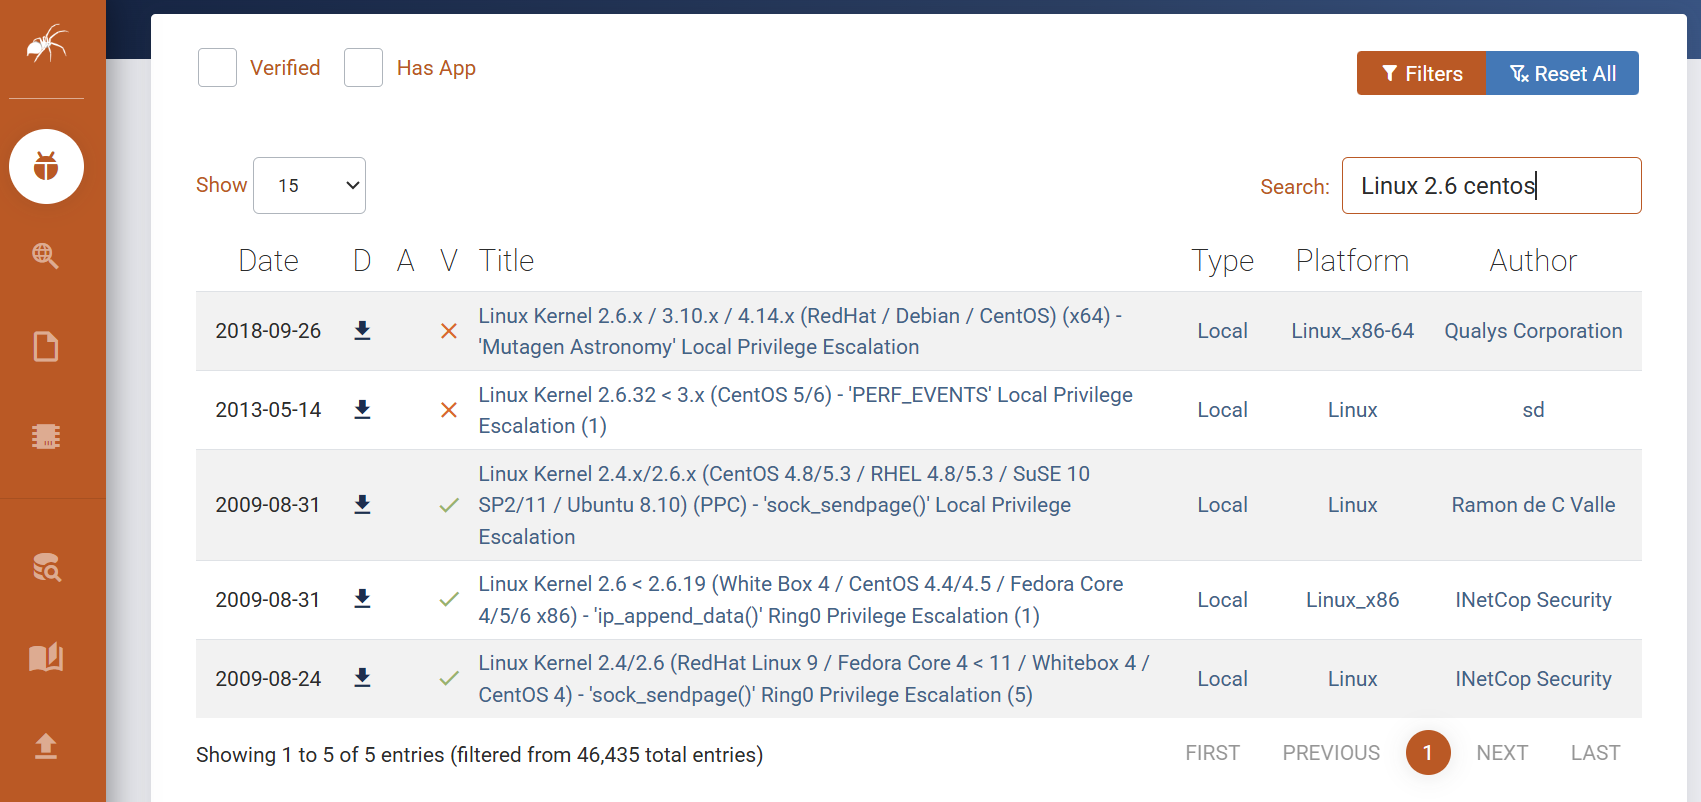 Verified Has App Filters Reset All
Show 15 Search: Linux 2.6 centos
Date D A V Title Type Platform Author
2018-09-26 Linux Kernel 2.6.x / 3.10.x / 4.14.x (RedHat / Debian / CentOS) (x64) -
'Mutagen Astronomy' Local Privilege Escalation Local Linux_x86-64 Qualys Corporation
2013-05-14 Linux Kernel 2.6.32 < 3.x (CentOS 5/6) - 'PERF_EVENTS' Local Privilege
Escalation (1) Local Linux sd
Linux Kernel 2.4.x/2.6.x (CentOS 4.8/5.3 / RHEL 4.8/5.3 / SuSE 10
2009-08-31 SP2/11 / Ubuntu 8.10) (PPC) - 'sock_sendpage()' Local Privilege Local Linux Ramon de C Valle
Escalation
2009-08-31 Linux Kernel 2.6 < 2.6.19 (White Box 4 / CentOS 4.4/4.5 / Fedora Core
4/5/6 x86) - 'ip_append_data()' Ring0 Privilege Escalation (1) Local Linux_x86 INetCop Security
2009-08-24 Linux Kernel 2.4/2.6 (RedHat Linux 9 / Fedora Core 4 < 11 / Whitebox 4 /
CentOS 4) - 'sock_sendpage()' Ring0 Privilege Escalation (5) Local Linux INetCop Security
Showing 1 to 5 of 5 entries (filtered from 46,435 total entries) FIRST PREVIOUS 1 NEXT LAST